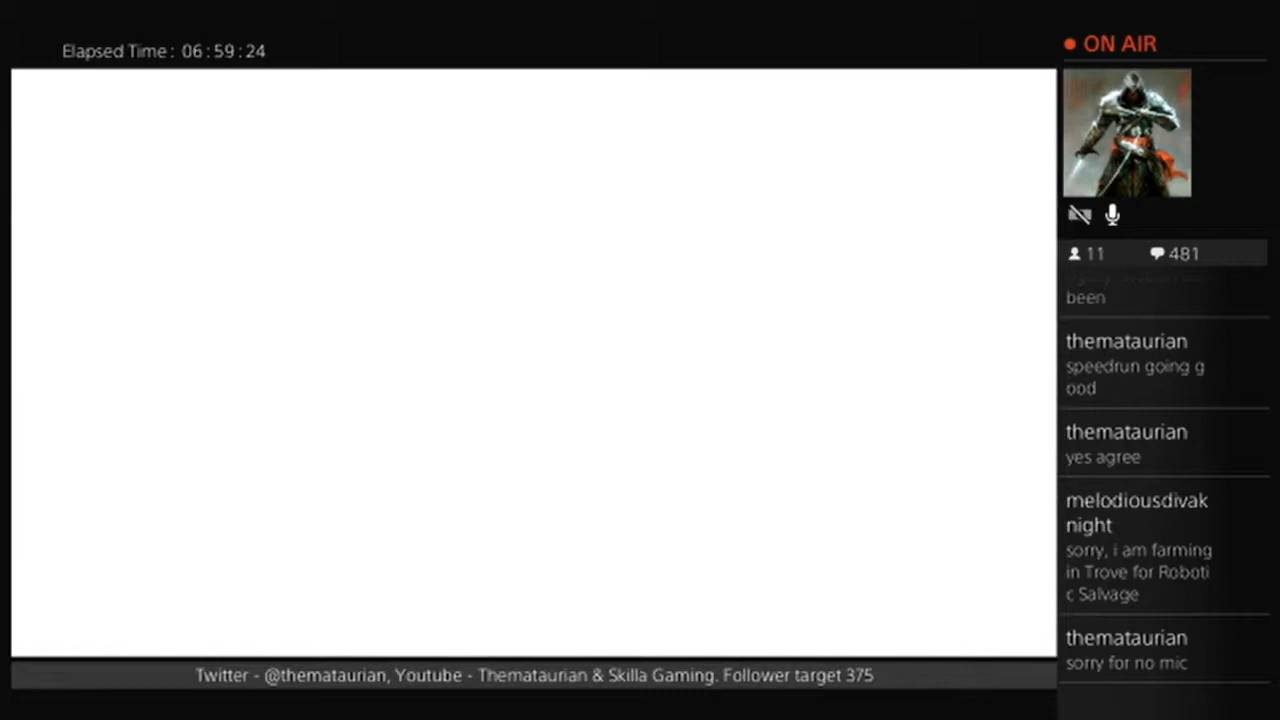 Elapsed Time: 06:59:24
ON AIR
11 481
been
themataurian
speedrun going g
ood
themataurian
yes agree
melodiousdivak
night
sorry, i am farming
in Trove for Roboti
c Salvage
themataurian
sorry for no mic
Twitter - @themataurian, Youtube - Themataurian & Skilla Gaming. Follower target 375